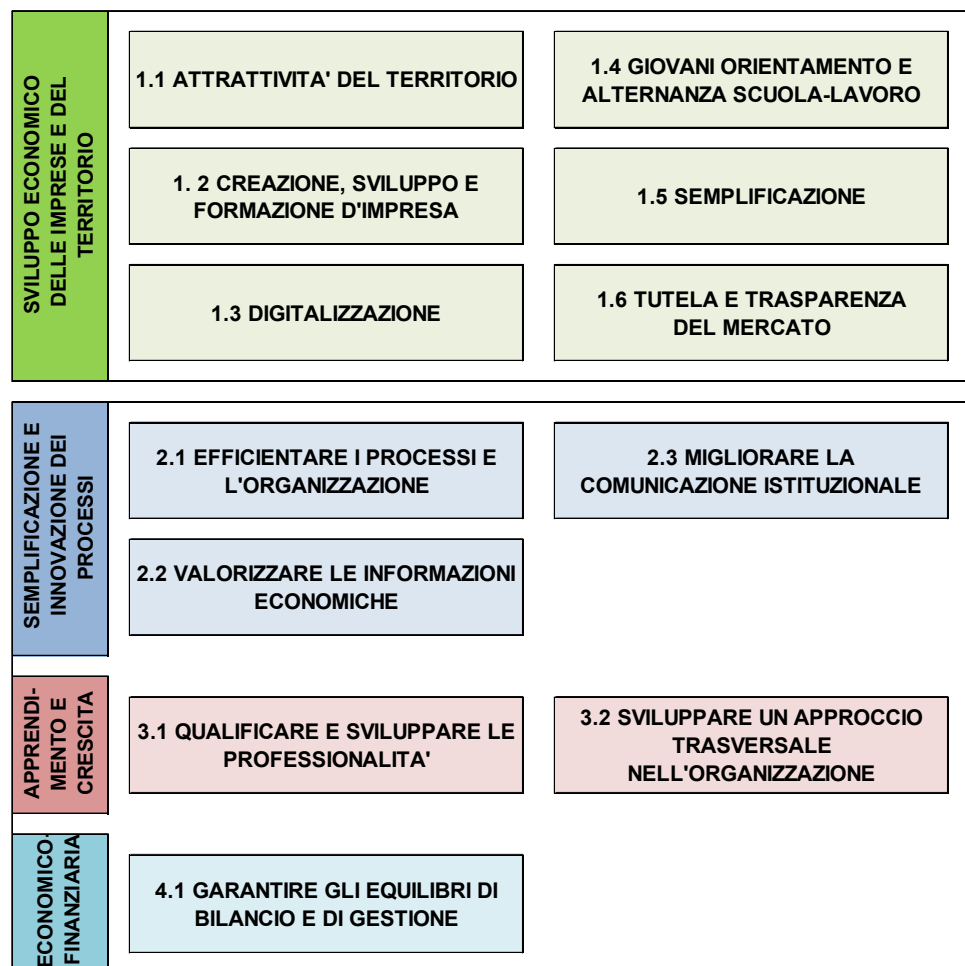 SVILUPPO ECONOMICO
DELLE IMPRESE E DEL
TERRITORIO
1.1 ATTRATTIVITA' DEL TERRITORIO
1.4 GIOVANI ORIENTAMENTO E
ALTERNANZA SCUOLA-LAVORO
1. 2 CREAZIONE, SVILUPPO E
FORMAZIONE D'IMPRESA
1.5 SEMPLIFICAZIONE
1.3 DIGITALIZZAZIONE
1.6 TUTELA E TRASPARENZA
DEL MERCATO
SEMPLIFICAZIONE E
INNOVAZIONE DEI
PROCESSI
2.1 EFFICIENTARE I PROCESSI E
L'ORGANIZZAZIONE
2.3 MIGLIORARE LA
COMUNICAZIONE ISTITUZIONALE
2.2 VALORIZZARE LE INFORMAZIONI
ECONOMICHE
APPRENDI-
MENTO E
CRESCITA
3.1 QUALIFICARE E SVILUPPARE LE
PROFESSIONALITA'
3.2 SVILUPPARE UN APPROCCIO
TRASVERSALE
NELL'ORGANIZZAZIONE
ECONOMICO-
FINANZIARIA
4.1 GARANTIRE GLI EQUILIBRI DI
BILANCIO E DI GESTIONE